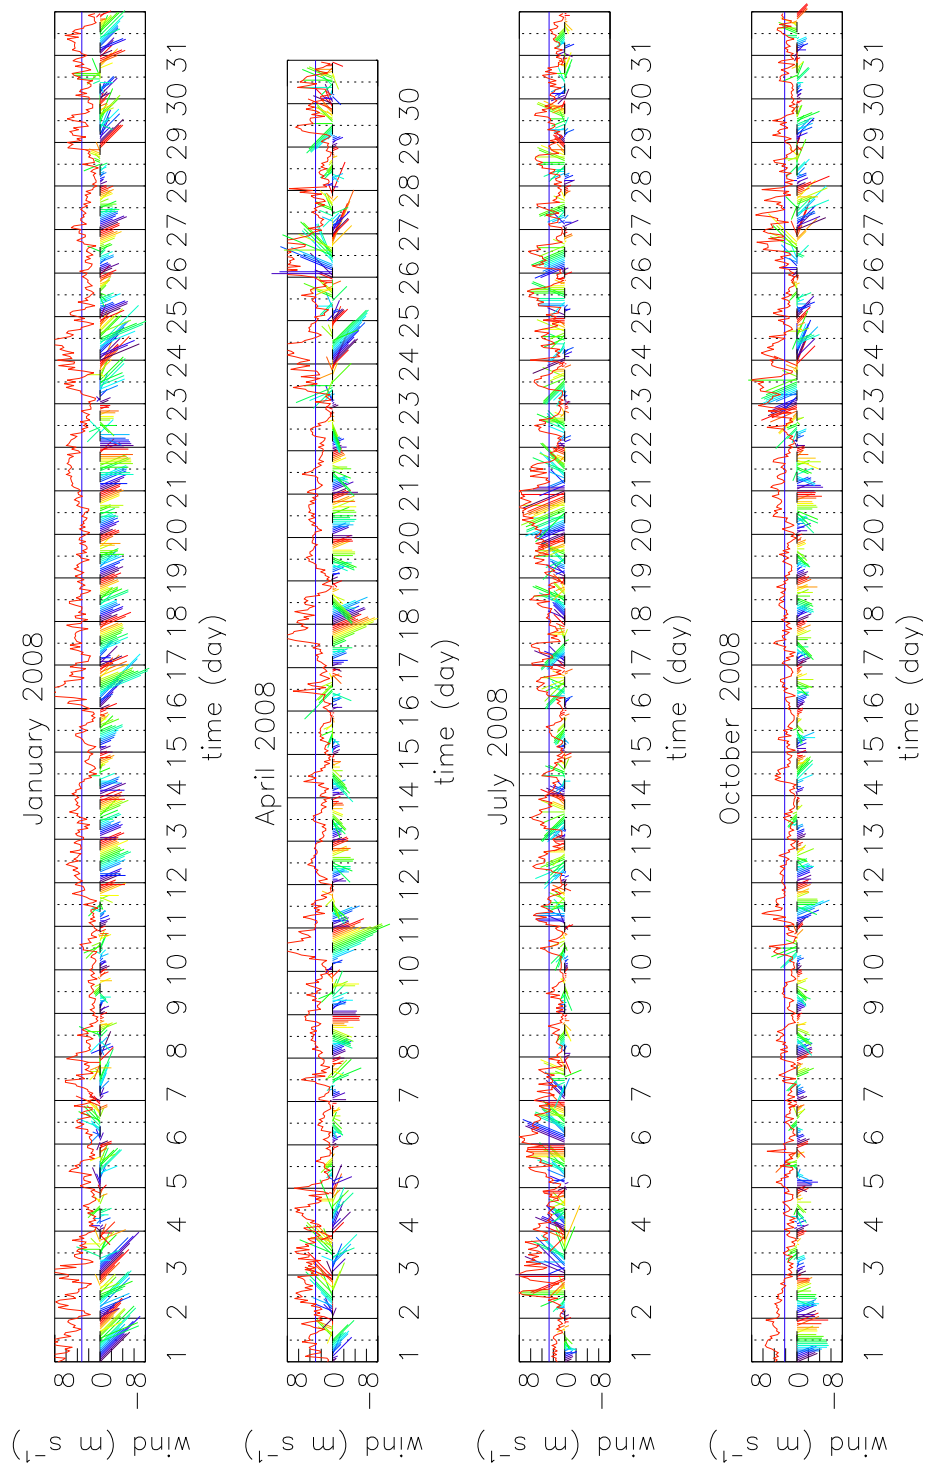 January 2008
wind (m s⁻¹)
8
0
−8
1 2 3 4 5 6 7 8 9 10 11 12 13 14 15 16 17 18 19 20 21 22 23 24 25 26 27 28 29 30 31
time (day)
April 2008
wind (m s⁻¹)
8
0
−8
1 2 3 4 5 6 7 8 9 10 11 12 13 14 15 16 17 18 19 20 21 22 23 24 25 26 27 28 29 30
time (day)
July 2008
wind (m s⁻¹)
8
0
−8
1 2 3 4 5 6 7 8 9 10 11 12 13 14 15 16 17 18 19 20 21 22 23 24 25 26 27 28 29 30 31
time (day)
October 2008
wind (m s⁻¹)
8
0
−8
1 2 3 4 5 6 7 8 9 10 11 12 13 14 15 16 17 18 19 20 21 22 23 24 25 26 27 28 29 30 31
time (day)